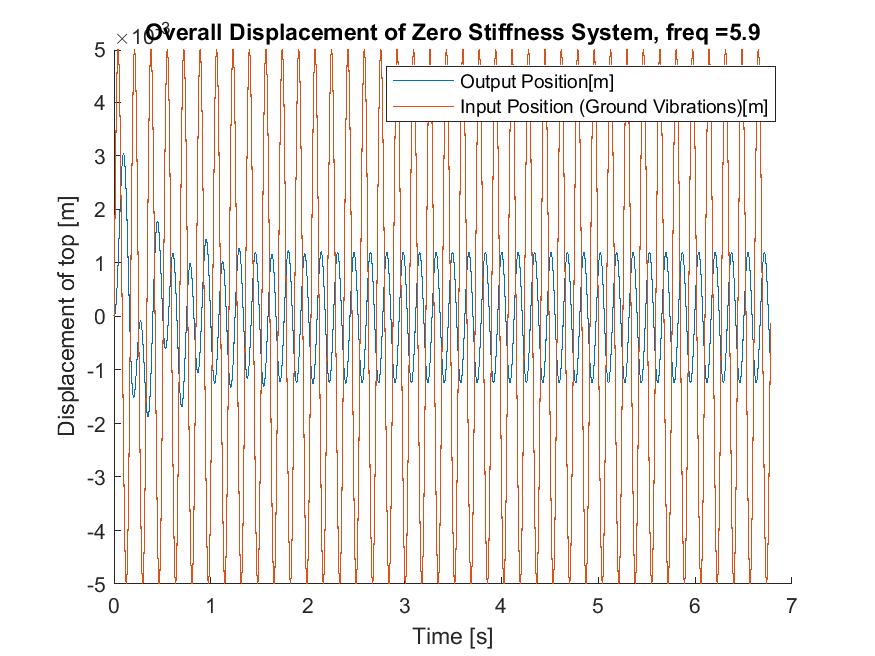 ×10-3
Overall Displacement of Zero Stiffness System, freq =5.9
5
4
3
2
1
0
-1
-2
-3
-4
-5
Displacement of top [m]
Output Position[m]
Input Position (Ground Vibrations)[m]
0 1 2 3 4 5 6 7
Time [s]